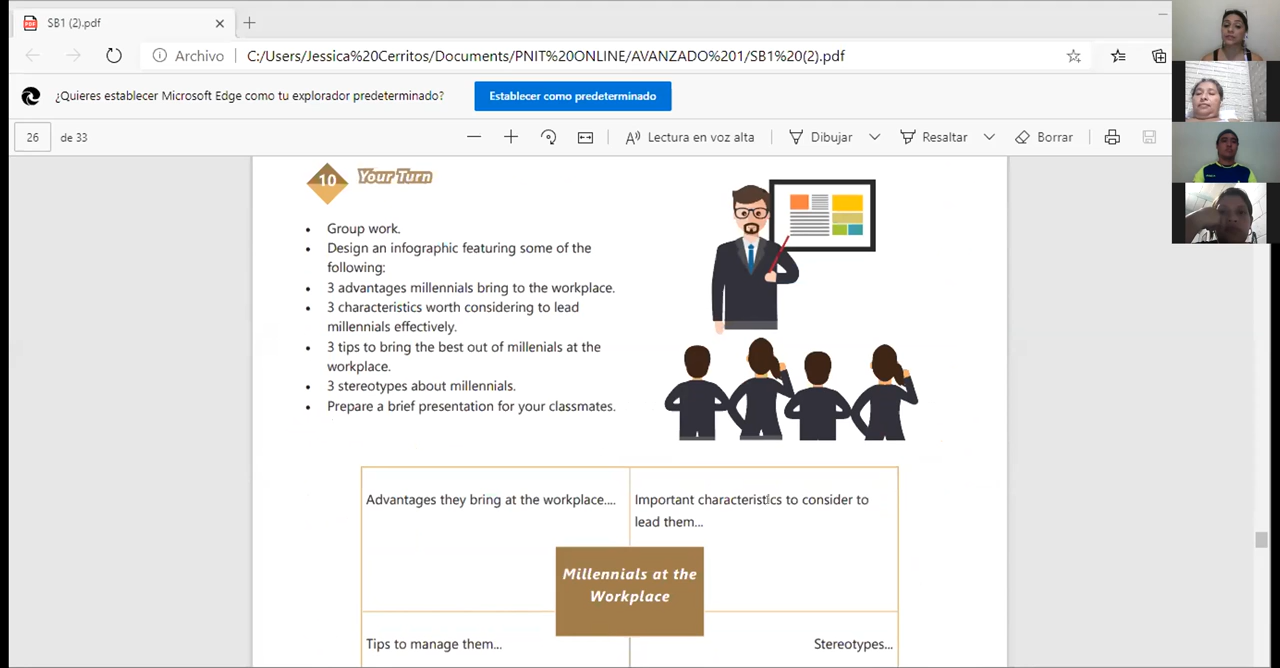 SB1 (2).pdf
Archivo C:/Users/Jessica%20Cerritos/Documents/PNIT%20ONLINE/AVANZADO%201/SB1%20(2).pdf
¿Quieres establecer Microsoft Edge como tu explorador predeterminado? Establecer como predeterminado
26 de 33 Lectura en voz alta Dibujar Resaltar Borrar
10 Your Turn
• Group work.
• Design an infographic featuring some of the
following:
• 3 advantages millennials bring to the workplace.
• 3 characteristics worth considering to lead
millennials effectively.
• 3 tips to bring the best out of millenials at the
workplace.
• 3 stereotypes about millennials.
• Prepare a brief presentation for your classmates.
Advantages they bring at the workplace....
Important characteristics to consider to
lead them...
Millennials at the
Workplace
Tips to manage them...
Stereotypes...